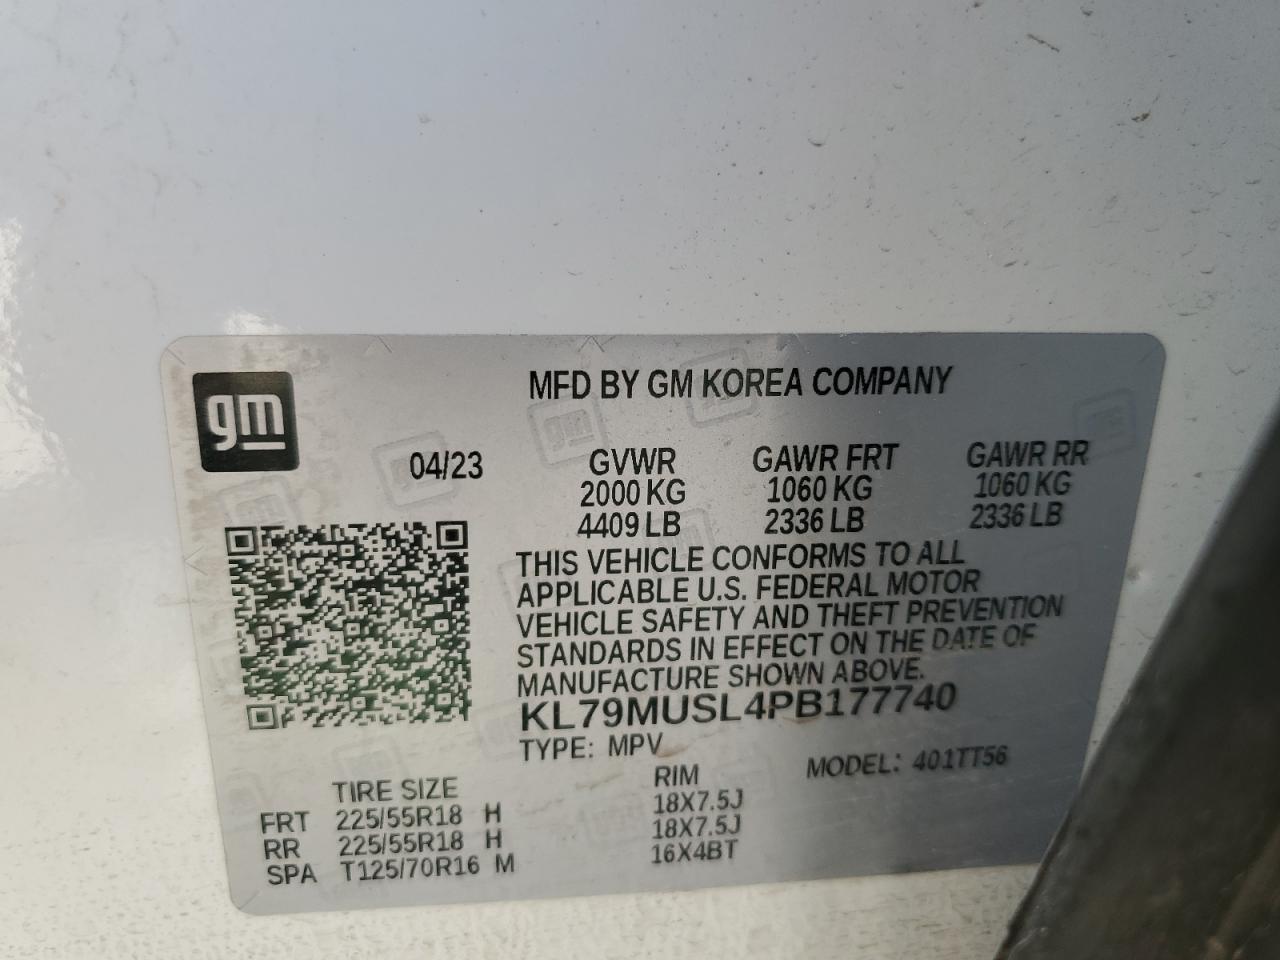 MFD BY GM KOREA COMPANY
gm
04/23 GVWR GAWR FRT GAWR RR
2000 KG 1060 KG 1060 KG
4409 LB 2336 LB 2336 LB
THIS VEHICLE CONFORMS TO ALL
APPLICABLE U.S. FEDERAL MOTOR
VEHICLE SAFETY AND THEFT PREVENTION
STANDARDS IN EFFECT ON THE DATE OF
MANUFACTURE SHOWN ABOVE.
KL79MUSL4PB177740
TYPE: MPV MODEL: 401TT56
TIRE SIZE RIM
FRT 225/55R18 H 18X7.5J
RR 225/55R18 H 18X7.5J
SPA T125/70R16 M 16X4BT